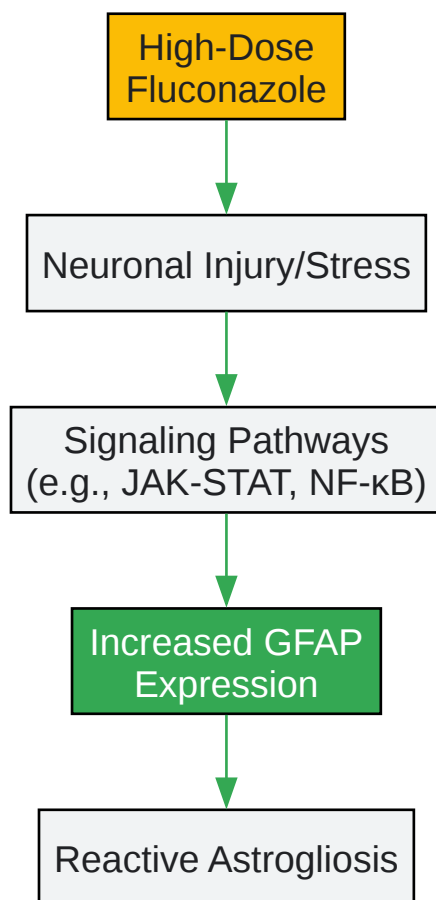 High-Dose
Fluconazole
Neuronal Injury/Stress
Signaling Pathways
(e.g., JAK-STAT, NF-κB)
Increased GFAP
Expression
Reactive Astrogliosis